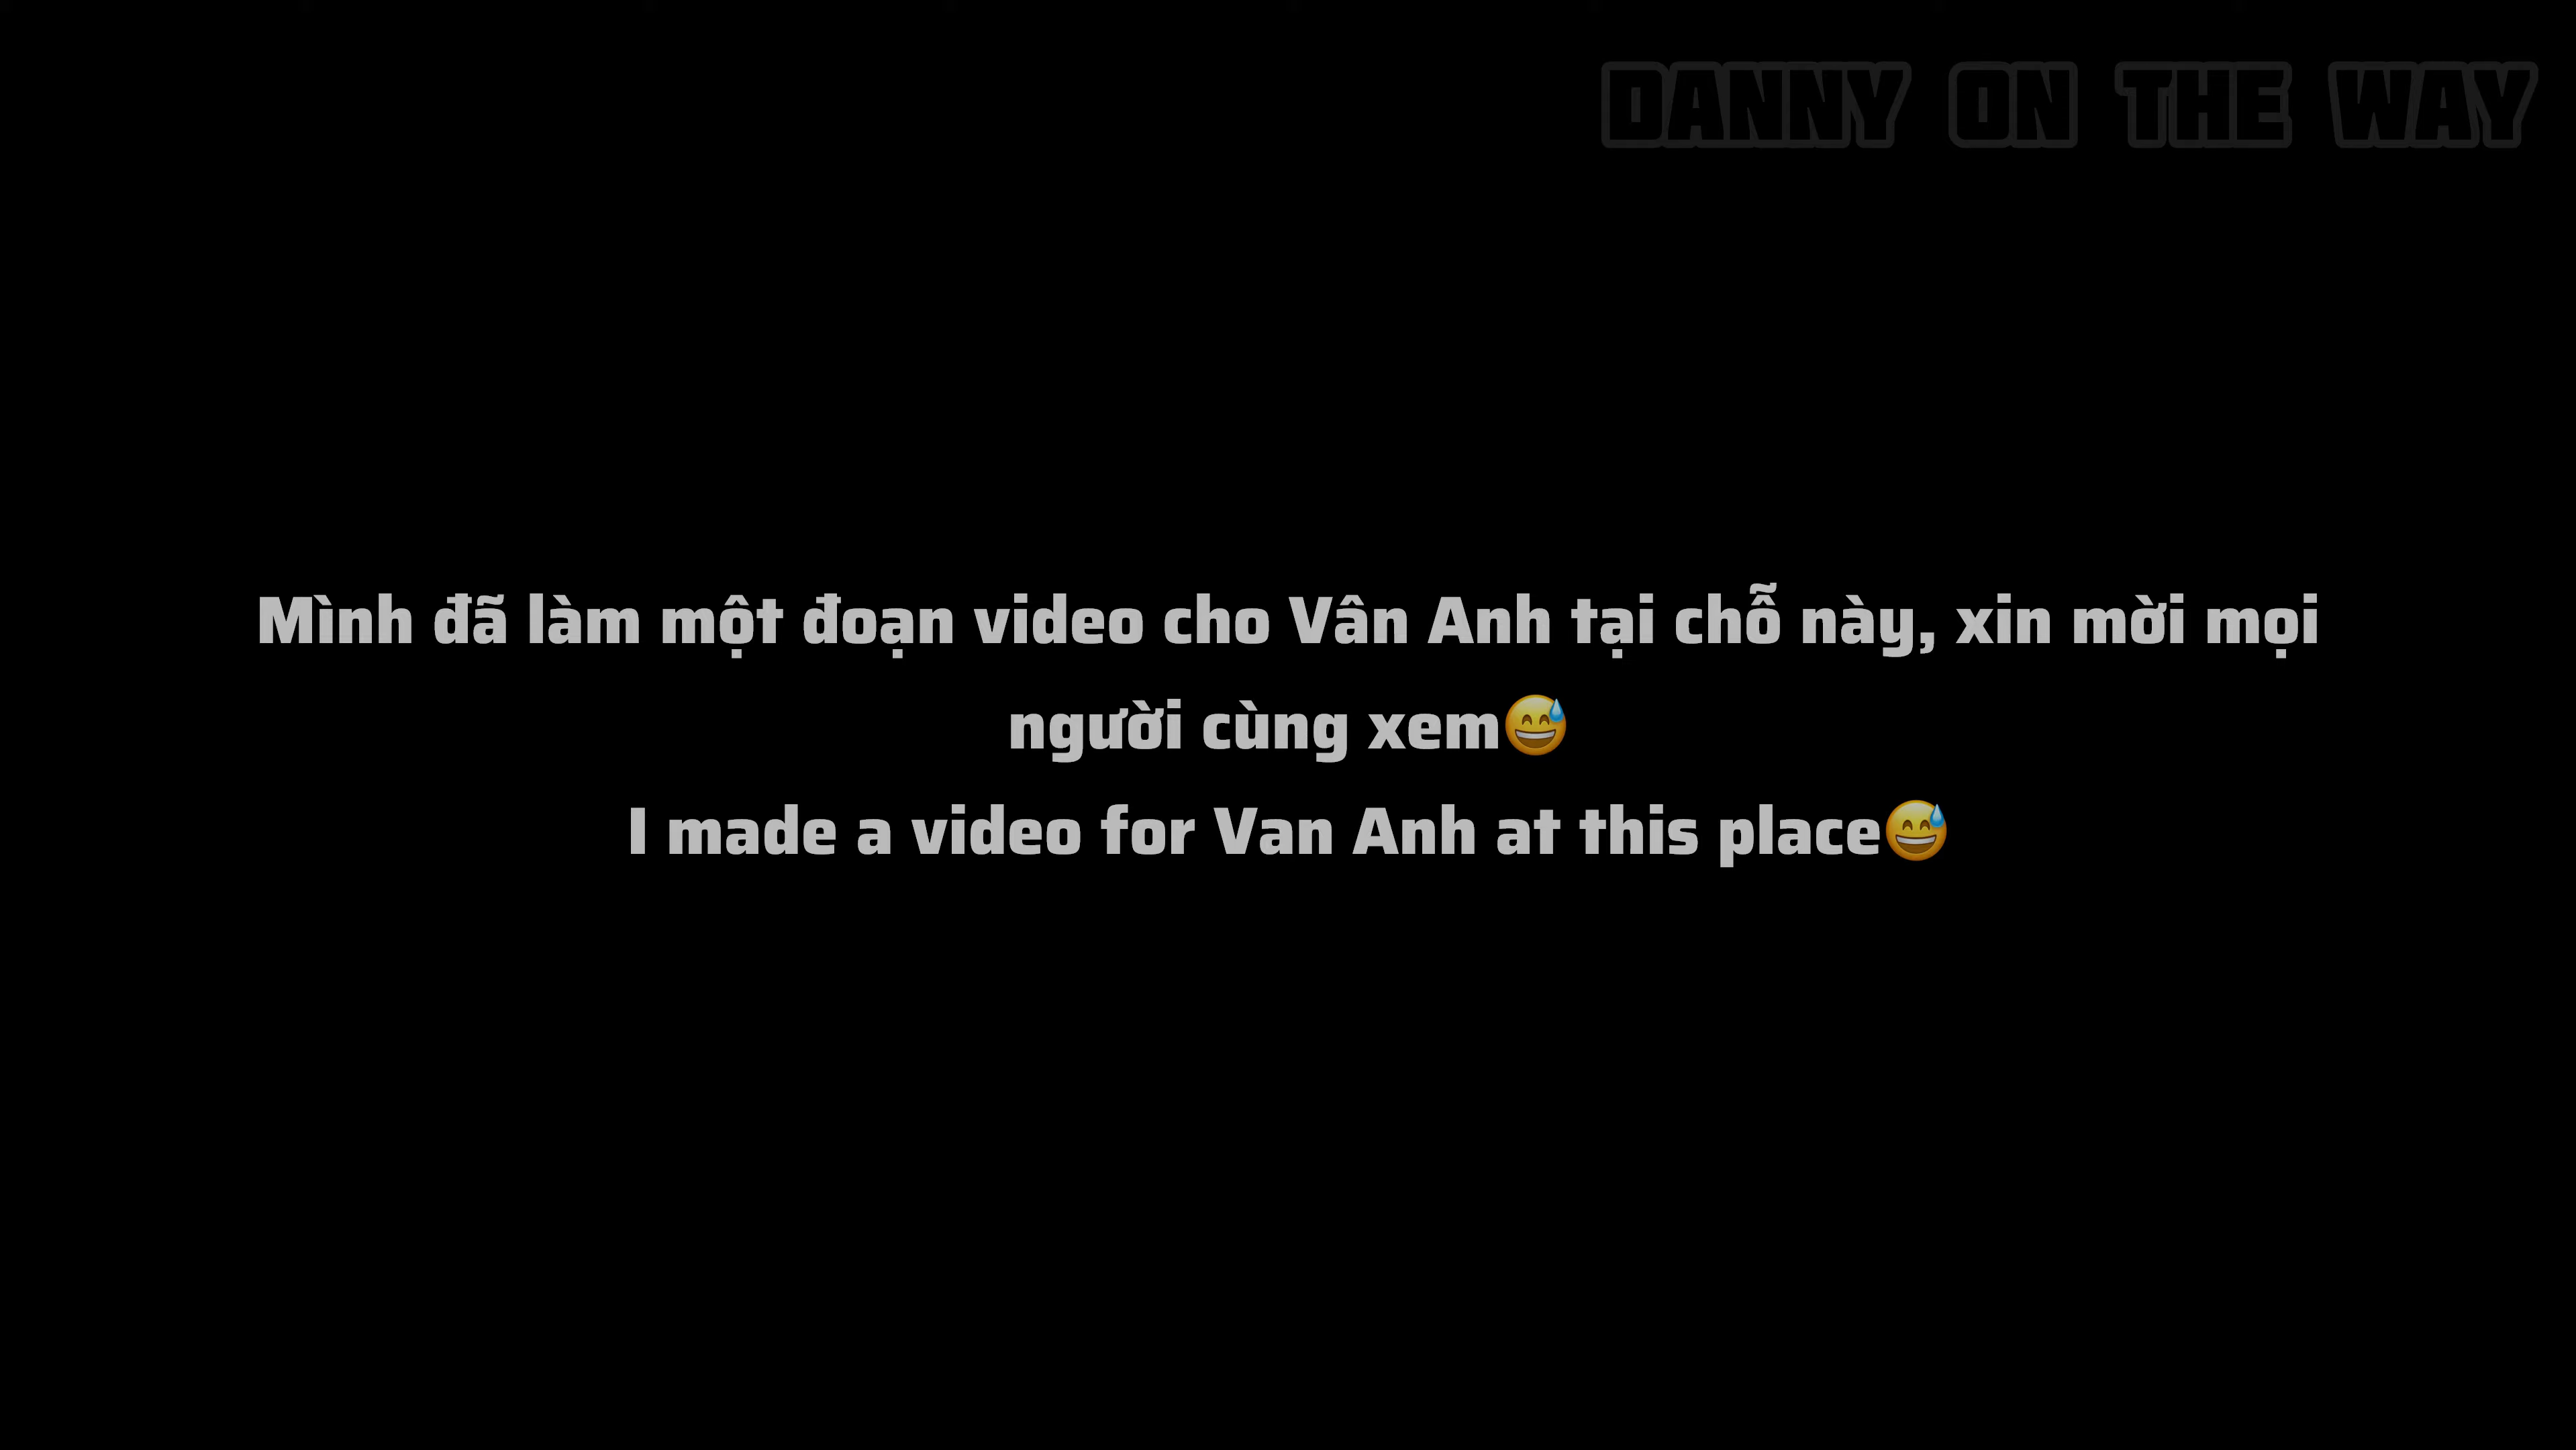 DANNY ON THE WAY
Mình đã làm một đoạn video cho Vân Anh tại chỗ này, xin mời mọi
người cùng xem😅
I made a video for Van Anh at this place😅